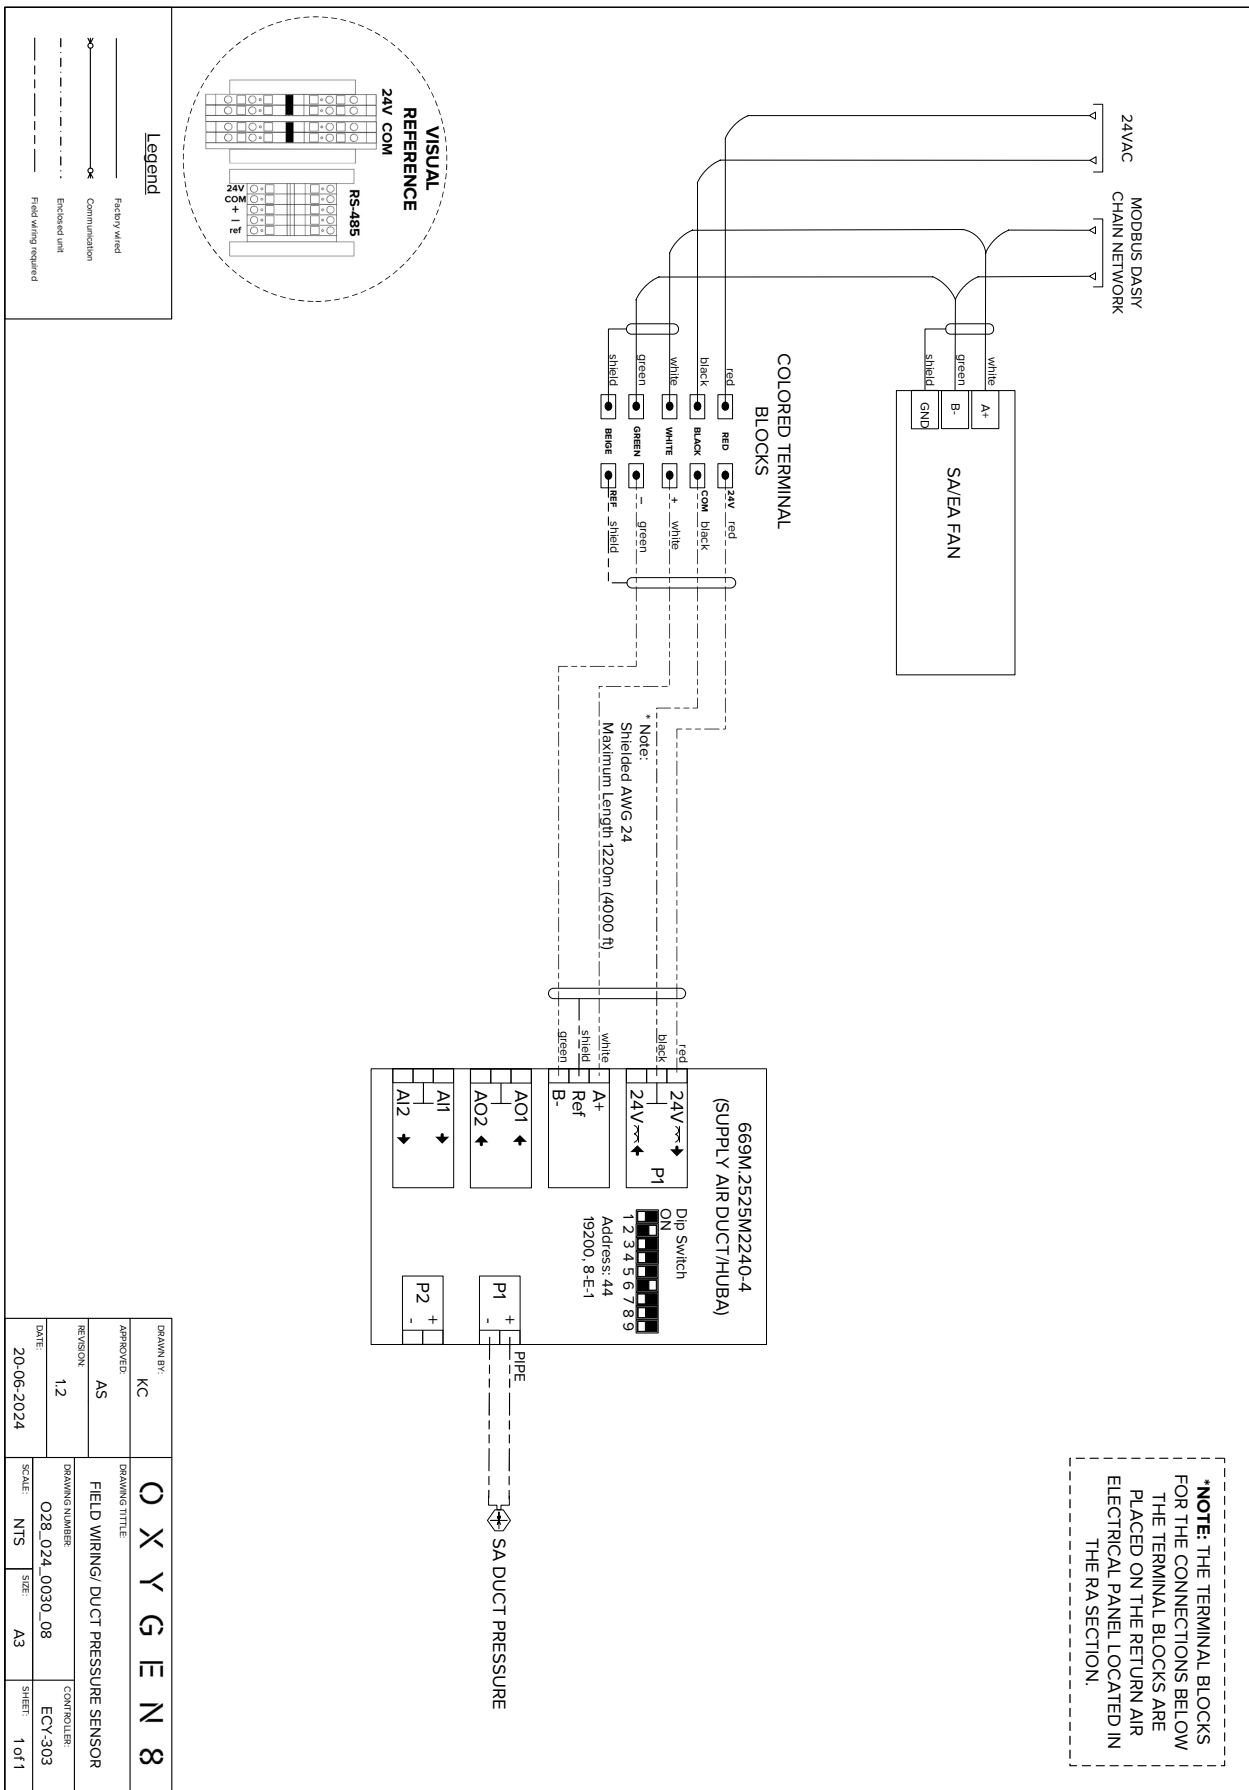 *NOTE: THE TERMINAL BLOCKS
FOR THE CONNECTIONS BELOW
THE TERMINAL BLOCKS ARE
PLACED ON THE RETURN AIR
ELECTRICAL PANEL LOCATED IN
THE RA SECTION.
24VAC
MODBUS DASIY
CHAIN NETWORK
white
green
shield
A+
B-
GND
SA/EA FAN
COLORED TERMINAL
BLOCKS
red
RED
24V
red
black
BLACK
COM
black
white
WHITE
+
white
green
GREEN
-
green
shield
BEIGE
REF
shield
* Note:
Shielded AWG 24
Maximum Length 1220m (4000 ft)
669M.2525M2240-4
(SUPPLY AIR DUCT/HUBA)
red
black
24V
24V
P1
white
shield
green
A+
Ref
B-
AO1
AO2
AI1
AI2
Dip Switch
ON
1 2 3 4 5 6 7 8 9
Address: 44
19200, 8-E-1
P1
+
-
P2
+
-
PIPE
SA DUCT PRESSURE
VISUAL
REFERENCE
24V COM
RS-485
24V
COM
+
-
ref
Legend
Factory wired
Communication
Enclosed unit
Field wiring required
DRAWN BY:
KC
APPROVED:
AS
REVISION:
1.2
DATE:
20-06-2024
OXYGEN8
DRAWING TITTLE:
FIELD WIRING/ DUCT PRESSURE SENSOR
DRAWING NUMBER:
O28_024_0030_08
CONTROLLER:
ECY-303
SCALE:
NTS
SIZE:
A3
SHEET:
1 of 1